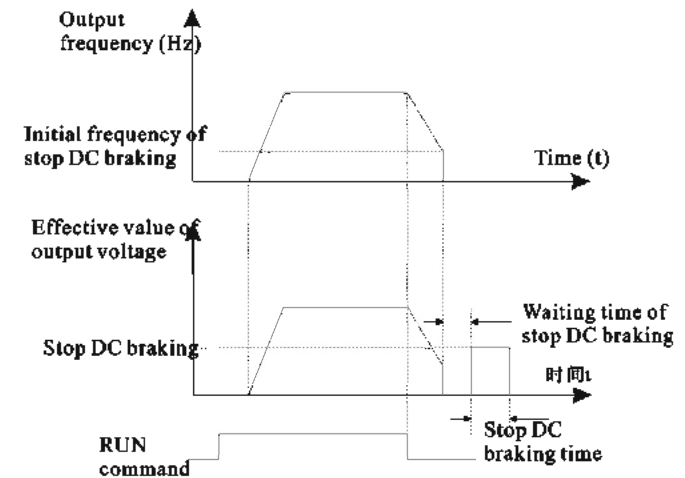 Output
frequency (Hz)
Initial frequency of
stop DC braking
Time (t)
Effective value of
output voltage
Waiting time of
stop DC braking
Stop DC braking
时间t
Stop DC
braking time
RUN
command